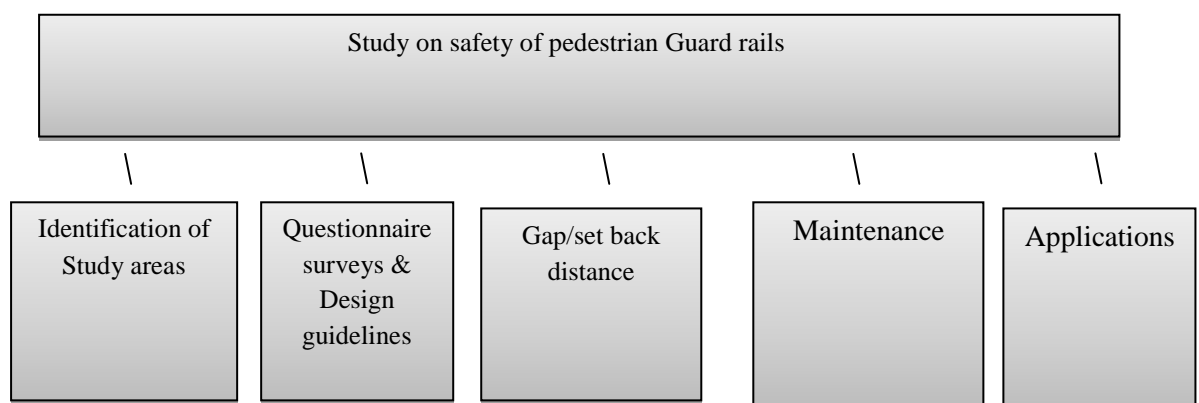 Study on safety of pedestrian Guard rails
Identification of
Study areas
Questionnaire
surveys &
Design
guidelines
Gap/set back
distance
Maintenance
Applications